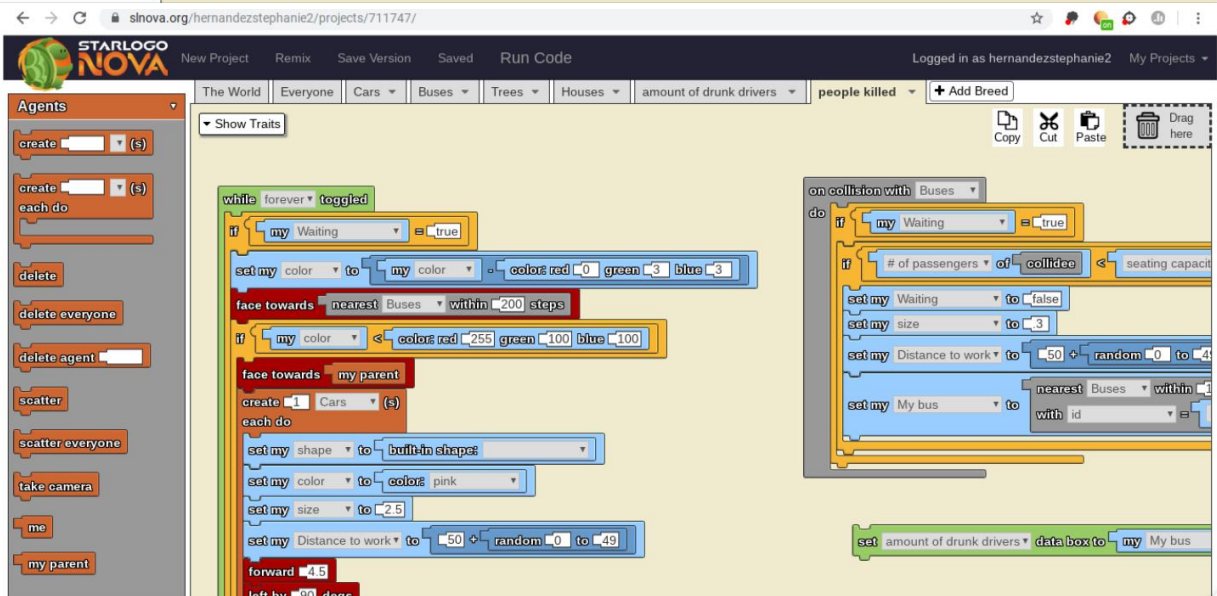 slnova.org/hernandezstephanie2/projects/711747/
on
STARLOGO
NOVA
New Project Remix Save Version Saved Run Code Logged in as hernandezstephanie2 My Projects
The World Everyone Cars Buses Trees Houses amount of drunk drivers people killed + Add Breed
Agents
Show Traits
Copy Cut Paste Drag here
create (s)
create (s)
each do
delete
delete everyone
delete agent
scatter
scatter everyone
take camera
me
my parent
while forever toggled
if my Waiting = true
set my color to my color - color: red 0 green 3 blue 3
face towards nearest Buses within 200 steps
if my color < color: red 255 green 100 blue 100
face towards my parent
create 1 Cars (s)
each do
set my shape to built-in shape:
set my color to color: pink
set my size to 2.5
set my Distance to work to 50 + random 0 to 49
forward 4.5
left by 90 degs
on collision with Buses
do if my Waiting = true
if # of passengers of collidee < seating capacit
set my Waiting to false
set my size to .3
set my Distance to work to 50 + random 0 to 49
set my My bus to nearest Buses within 1
with id =
set amount of drunk drivers data box to my My bus